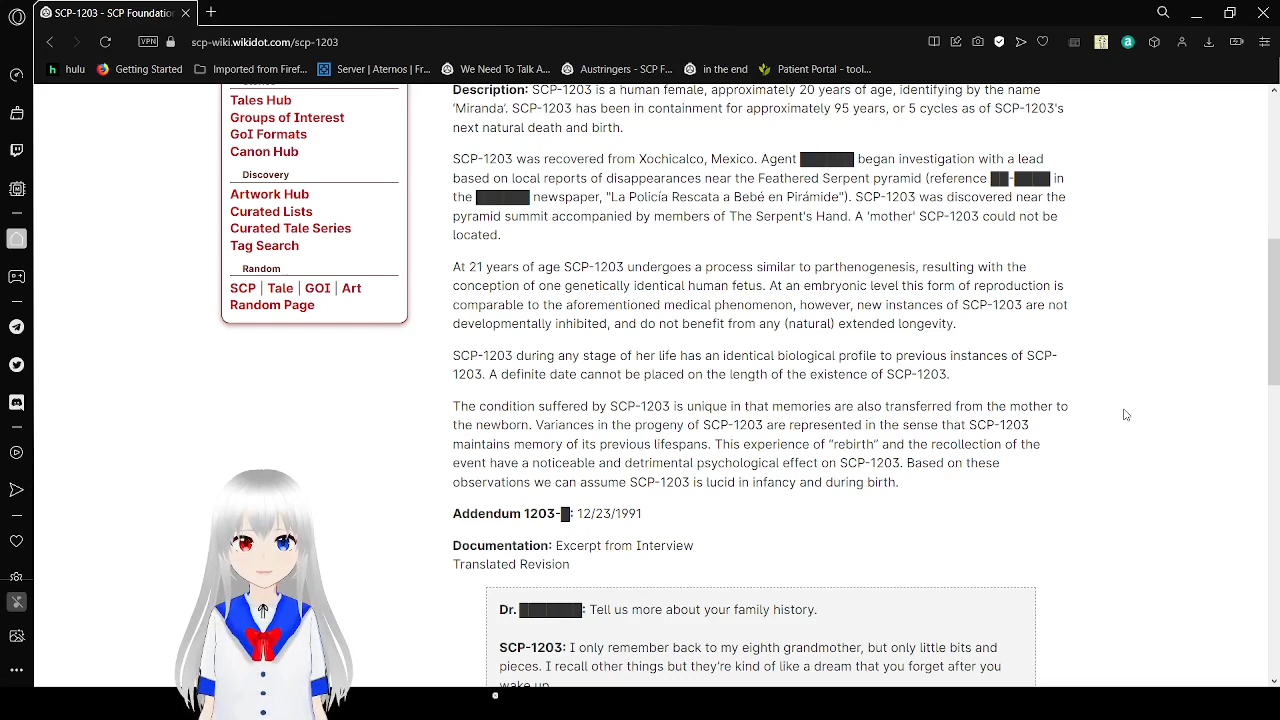 SCP-1203 - SCP Foundation
scp-wiki.wikidot.com/scp-1203
VPN
hulu
Getting Started
Imported from Firef...
Server | Aternos | Fr...
We Need To Talk A...
Austringers - SCP F...
in the end
Patient Portal - tool...
Tales Hub
Groups of Interest
GoI Formats
Canon Hub
Discovery
Artwork Hub
Curated Lists
Curated Tale Series
Tag Search
Random
SCP | Tale | GOI | Art
Random Page
Description: SCP-1203 is a human female, approximately 20 years of age, identifying by the name
‘Miranda’. SCP-1203 has been in containment for approximately 95 years, or 5 cycles as of SCP-1203's
next natural death and birth.
SCP-1203 was recovered from Xochicalco, Mexico. Agent ██████ began investigation with a lead
based on local reports of disappearances near the Feathered Serpent pyramid (reference ██-████ in
the ██████ newspaper, "La Policía Rescata a Bebé en Pirámide"). SCP-1203 was discovered near the
pyramid summit accompanied by members of The Serpent's Hand. A 'mother' SCP-1203 could not be
located.
At 21 years of age SCP-1203 undergoes a process similar to parthenogenesis, resulting with the
conception of one genetically identical human fetus. At an embryonic level this form of reproduction is
comparable to the aforementioned medical phenomenon, however, new instances of SCP-1203 are not
developmentally inhibited, and do not benefit from any (natural) extended longevity.
SCP-1203 during any stage of her life has an identical biological profile to previous instances of SCP-
1203. A definite date cannot be placed on the length of the existence of SCP-1203.
The condition suffered by SCP-1203 is unique in that memories are also transferred from the mother to
the newborn. Variances in the progeny of SCP-1203 are represented in the sense that SCP-1203
maintains memory of its previous lifespans. This experience of “rebirth” and the recollection of the
event have a noticeable and detrimental psychological effect on SCP-1203. Based on these
observations we can assume SCP-1203 is lucid in infancy and during birth.
Addendum 1203-█: 12/23/1991
Documentation: Excerpt from Interview
Translated Revision
Dr. ███████: Tell us more about your family history.
SCP-1203: I only remember back to my eighth grandmother, but only little bits and
pieces. I recall other things but they're kind of like a dream that you forget after you
wake up.